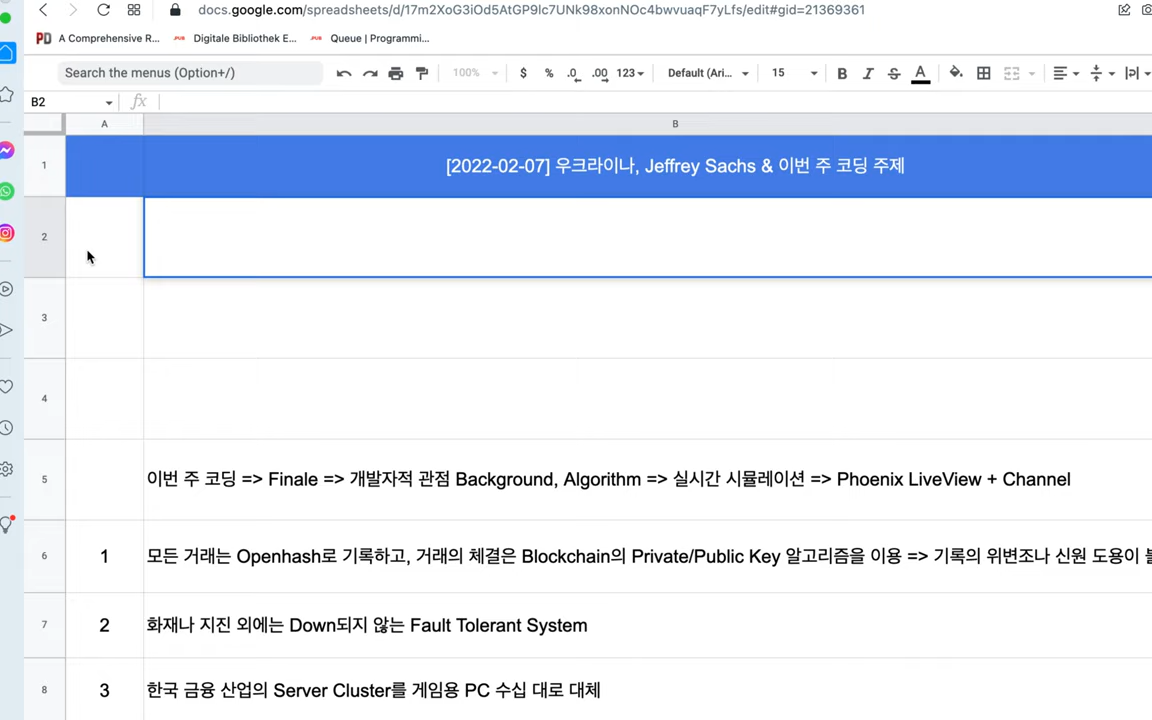 docs.google.com/spreadsheets/d/17m2XoG3iOd5AtGP9lc7UNk98xonNOc4bwvuaqF7yLfs/edit#gid=21369361
PD A Comprehensive R... PUB Digitale Bibliothek E... PUB Queue | Programmi...
Search the menus (Option+/) 100% $ % .0 .00 123 Default (Ari... 15 B I S A
B2 fx
A B
1 [2022-02-07] 우크라이나, Jeffrey Sachs & 이번 주 코딩 주제
2
3
4
5 이번 주 코딩 => Finale => 개발자적 관점 Background, Algorithm => 실시간 시뮬레이션 => Phoenix LiveView + Channel
6 1 모든 거래는 Openhash로 기록하고, 거래의 체결은 Blockchain의 Private/Public Key 알고리즘을 이용 => 기록의 위변조나 신원 도용이
7 2 화재나 지진 외에는 Down되지 않는 Fault Tolerant System
8 3 한국 금융 산업의 Server Cluster를 게임용 PC 수십 대로 대체